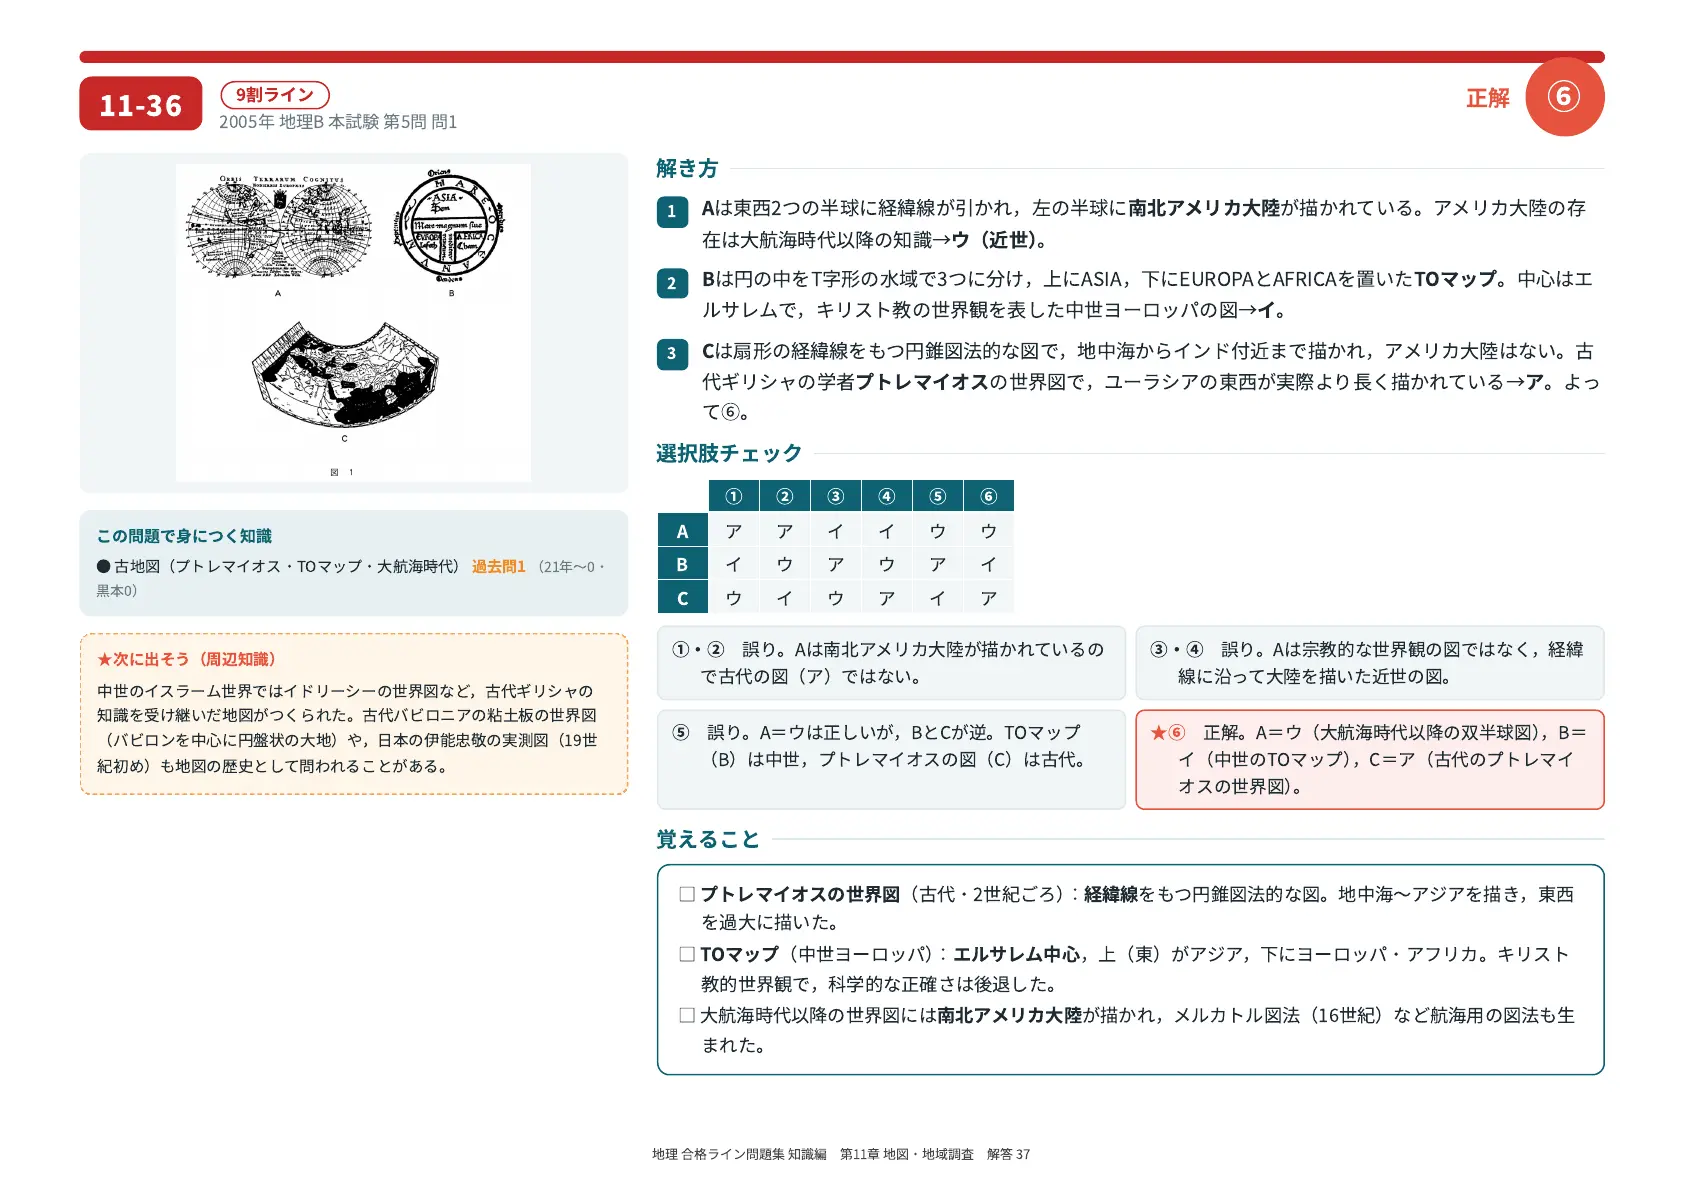 11-36
9割ライン
2005年 地理B 本試験 第5問 問1
正解 ⑥
ORBIS TERRARUM COGNITUS
A
Oriens
MARE OCEANUM
ASIA
Sem
Mare magnum sive
EUROPA
AFRICA
Iafeth
Cham
B
C
図 1
この問題で身につく知識
● 古地図（プトレマイオス・TOマップ・大航海時代） 過去問1 （21年〜0・
黒本0）
★次に出そう（周辺知識）
中世のイスラーム世界ではイドリーシーの世界図など，古代ギリシャの
知識を受け継いだ地図がつくられた。古代バビロニアの粘土板の世界図
（バビロンを中心に円盤状の大地）や，日本の伊能忠敬の実測図（19世
紀初め）も地図の歴史として問われることがある。
解き方
1 Aは東西2つの半球に経緯線が引かれ，左の半球に南北アメリカ大陸が描かれている。アメリカ大陸の存
在は大航海時代以降の知識→ウ（近世）。
2 Bは円の中をT字形の水域で3つに分け，上にASIA，下にEUROPAとAFRICAを置いたTOマップ。中心はエ
ルサレムで，キリスト教の世界観を表した中世ヨーロッパの図→イ。
3 Cは扇形の経緯線をもつ円錐図法的な図で，地中海からインド付近まで描かれ，アメリカ大陸はない。古
代ギリシャの学者プトレマイオスの世界図で，ユーラシアの東西が実際より長く描かれている→ア。よっ
て⑥。
選択肢チェック
① ② ③ ④ ⑤ ⑥
A ア ア イ イ ウ ウ
B イ ウ ア ウ ア イ
C ウ イ ウ ア イ ア
①・② 誤り。Aは南北アメリカ大陸が描かれているの
で古代の図（ア）ではない。
③・④ 誤り。Aは宗教的な世界観の図ではなく，経緯
線に沿って大陸を描いた近世の図。
⑤ 誤り。A＝ウは正しいが，BとCが逆。TOマップ
（B）は中世，プトレマイオスの図（C）は古代。
★⑥ 正解。A＝ウ（大航海時代以降の双半球図），B＝
イ（中世のTOマップ），C＝ア（古代のプトレマイ
オスの世界図）。
覚えること
□ プトレマイオスの世界図（古代・2世紀ごろ）：経緯線をもつ円錐図法的な図。地中海〜アジアを描き，東西
を過大に描いた。
□ TOマップ（中世ヨーロッパ）：エルサレム中心，上（東）がアジア，下にヨーロッパ・アフリカ。キリスト
教的世界観で，科学的な正確さは後退した。
□ 大航海時代以降の世界図には南北アメリカ大陸が描かれ，メルカトル図法（16世紀）など航海用の図法も生
まれた。
地理 合格ライン問題集 知識編 第11章 地図・地域調査 解答 37